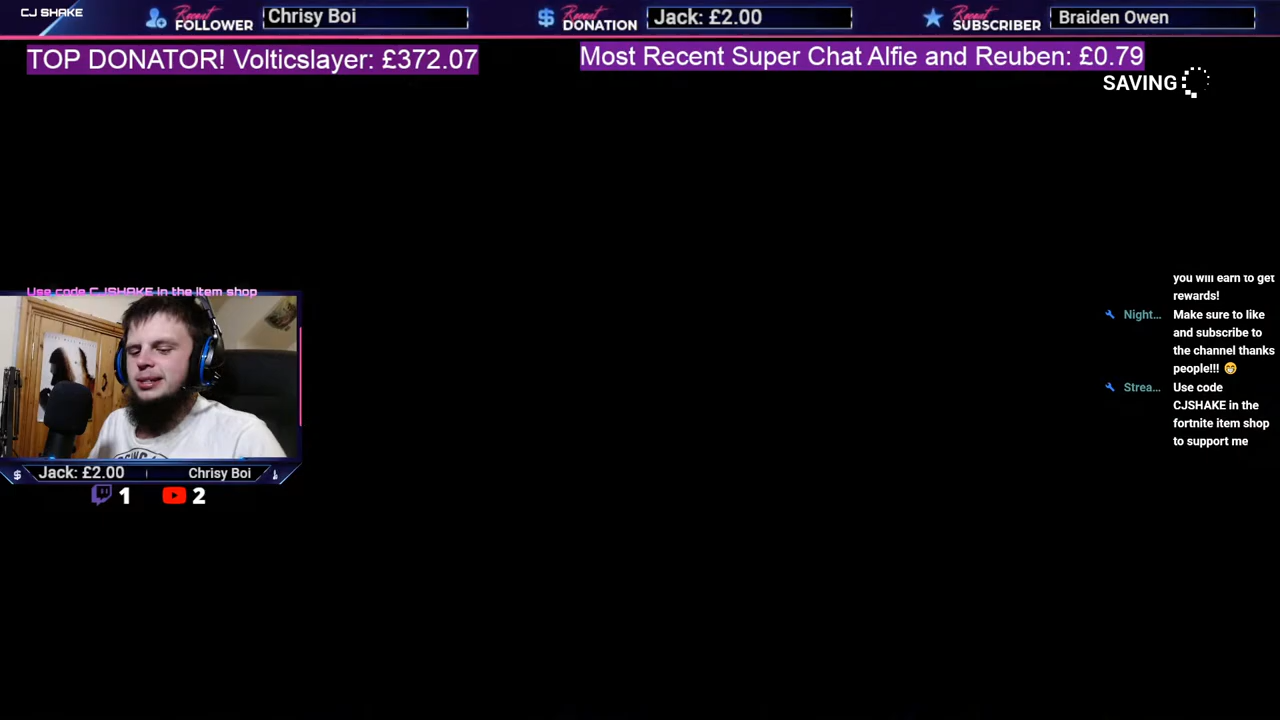 CJ SHAKE
Recent FOLLOWER
Chrisy Boi
Recent DONATION
Jack: £2.00
Recent SUBSCRIBER
Braiden Owen
TOP DONATOR! Volticslayer: £372.07
Most Recent Super Chat Alfie and Reuben: £0.79
SAVING
you will earn to get
rewards!
Night… Make sure to like
and subscribe to
the channel thanks
people!!! 😁
Strea… Use code
CJSHAKE in the
fortnite item shop
to support me
Use code CJSHAKE in the item shop
$ Jack: £2.00
Chrisy Boi
1
2